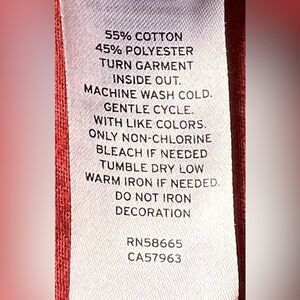 55% COTTON
45% POLYESTER
TURN GARMENT
INSIDE OUT.
MACHINE WASH COLD.
GENTLE CYCLE.
WITH LIKE COLORS.
ONLY NON-CHLORINE
BLEACH IF NEEDED
TUMBLE DRY LOW
WARM IRON IF NEEDED.
DO NOT IRON
DECORATION
RN58665
CA57963